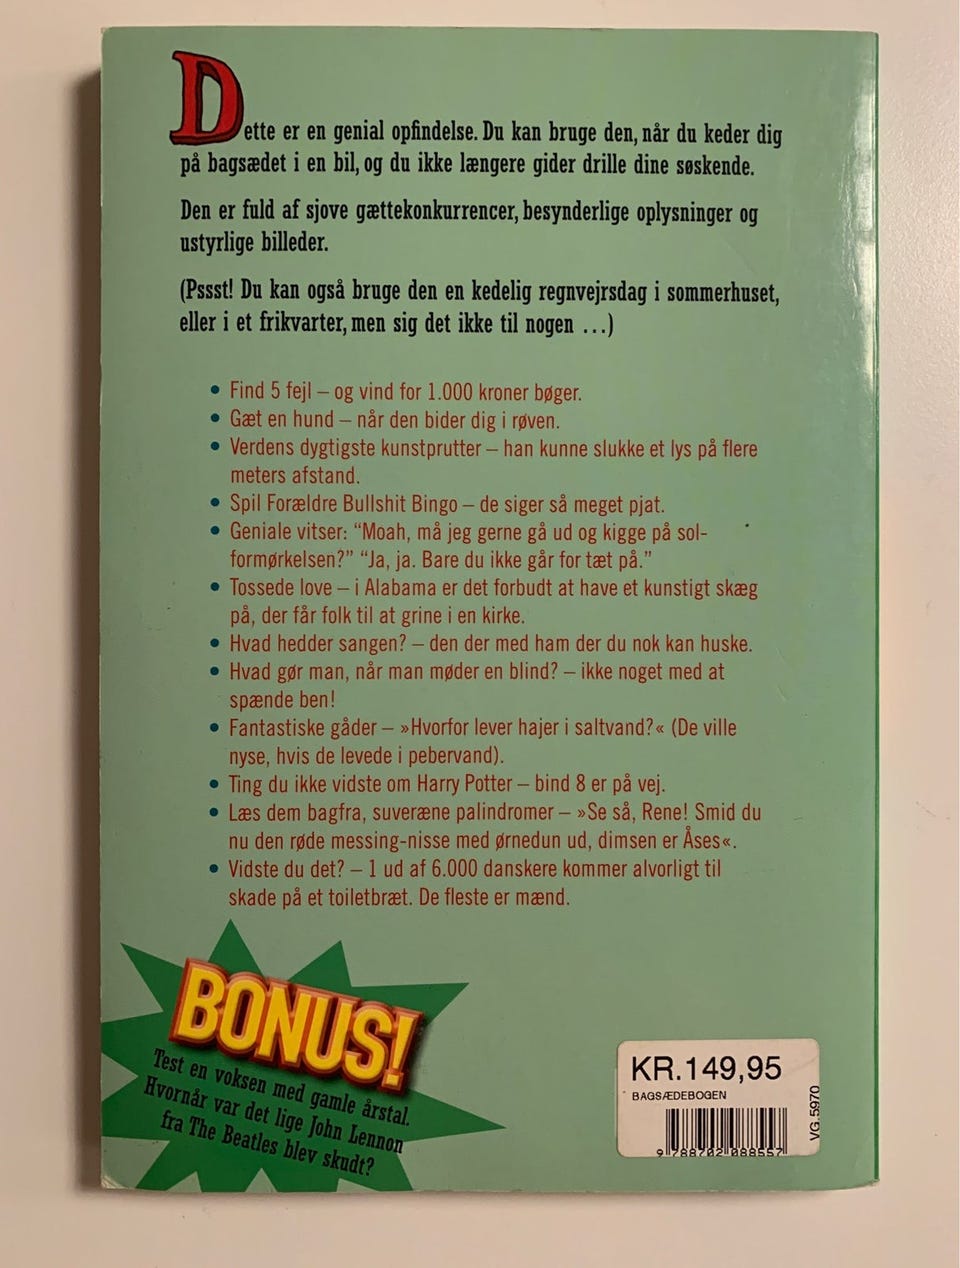 Dette er en genial opfindelse. Du kan bruge den, når du keder dig
på bagsædet i en bil, og du ikke længere gider drille dine søskende.
Den er fuld af sjove gættekonkurrencer, besynderlige oplysninger og
ustyrlige billeder.
(Pssst! Du kan også bruge den en kedelig regnvejrsdag i sommerhuset,
eller i et frikvarter, men sig det ikke til nogen ...)
• Find 5 fejl – og vind for 1.000 kroner bøger.
• Gæt en hund – når den bider dig i røven.
• Verdens dygtigste kunstprutter – han kunne slukke et lys på flere
meters afstand.
• Spil Forældre Bullshit Bingo – de siger så meget pjat.
• Geniale vitser: “Moah, må jeg gerne gå ud og kigge på sol-
formørkelsen?” “Ja, ja. Bare du ikke går for tæt på.”
• Tossede love – i Alabama er det forbudt at have et kunstigt skæg
på, der får folk til at grine i en kirke.
• Hvad hedder sangen? – den der med ham der du nok kan huske.
• Hvad gør man, når man møder en blind? – ikke noget med at
spænde ben!
• Fantastiske gåder – »Hvorfor lever hajer i saltvand?« (De ville
nyse, hvis de levede i pebervand).
• Ting du ikke vidste om Harry Potter – bind 8 er på vej.
• Læs dem bagfra, suveræne palindromer – »Se så, Rene! Smid du
nu den røde messing-nisse med ørnedun ud, dimsen er Åses«.
• Vidste du det? – 1 ud af 6.000 danskere kommer alvorligt til
skade på et toiletbræt. De fleste er mænd.
BONUS!
Test en voksen med gamle årstal.
Hvornår var det lige John Lennon
fra The Beatles blev skudt?
KR.149,95
BAGSÆDEBOGEN
VG.5970
9 788702 088557